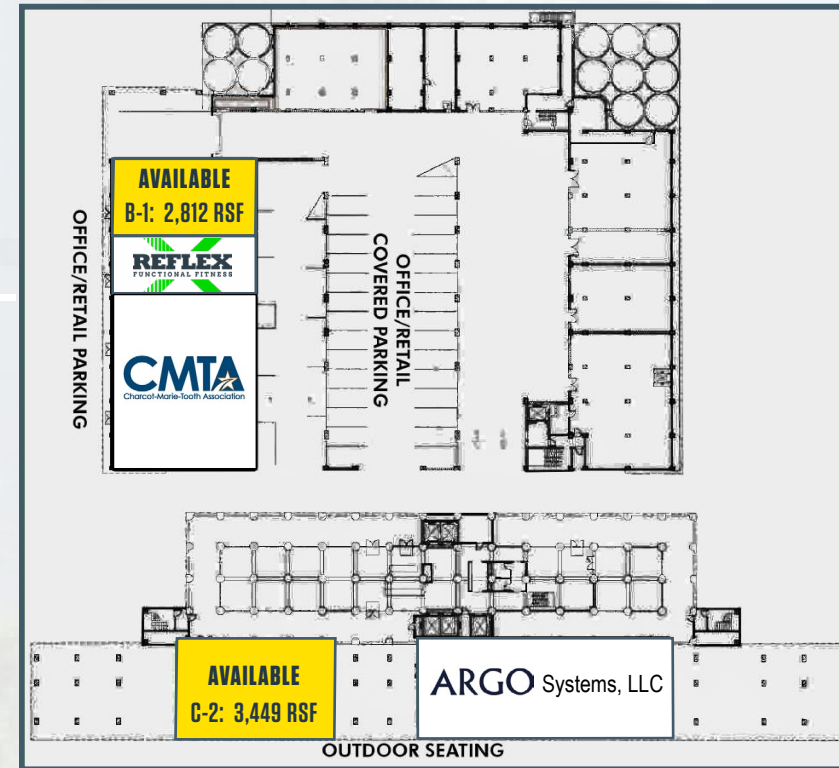 AVAILABLE
B-1: 2,812 RSF
REFLEX
FUNCTIONAL FITNESS
CMTA
Charcot-Marie-Tooth Association
OFFICE/RETAIL PARKING
OFFICE/RETAIL
COVERED PARKING
AVAILABLE
C-2: 3,449 RSF
ARGO Systems, LLC
OUTDOOR SEATING